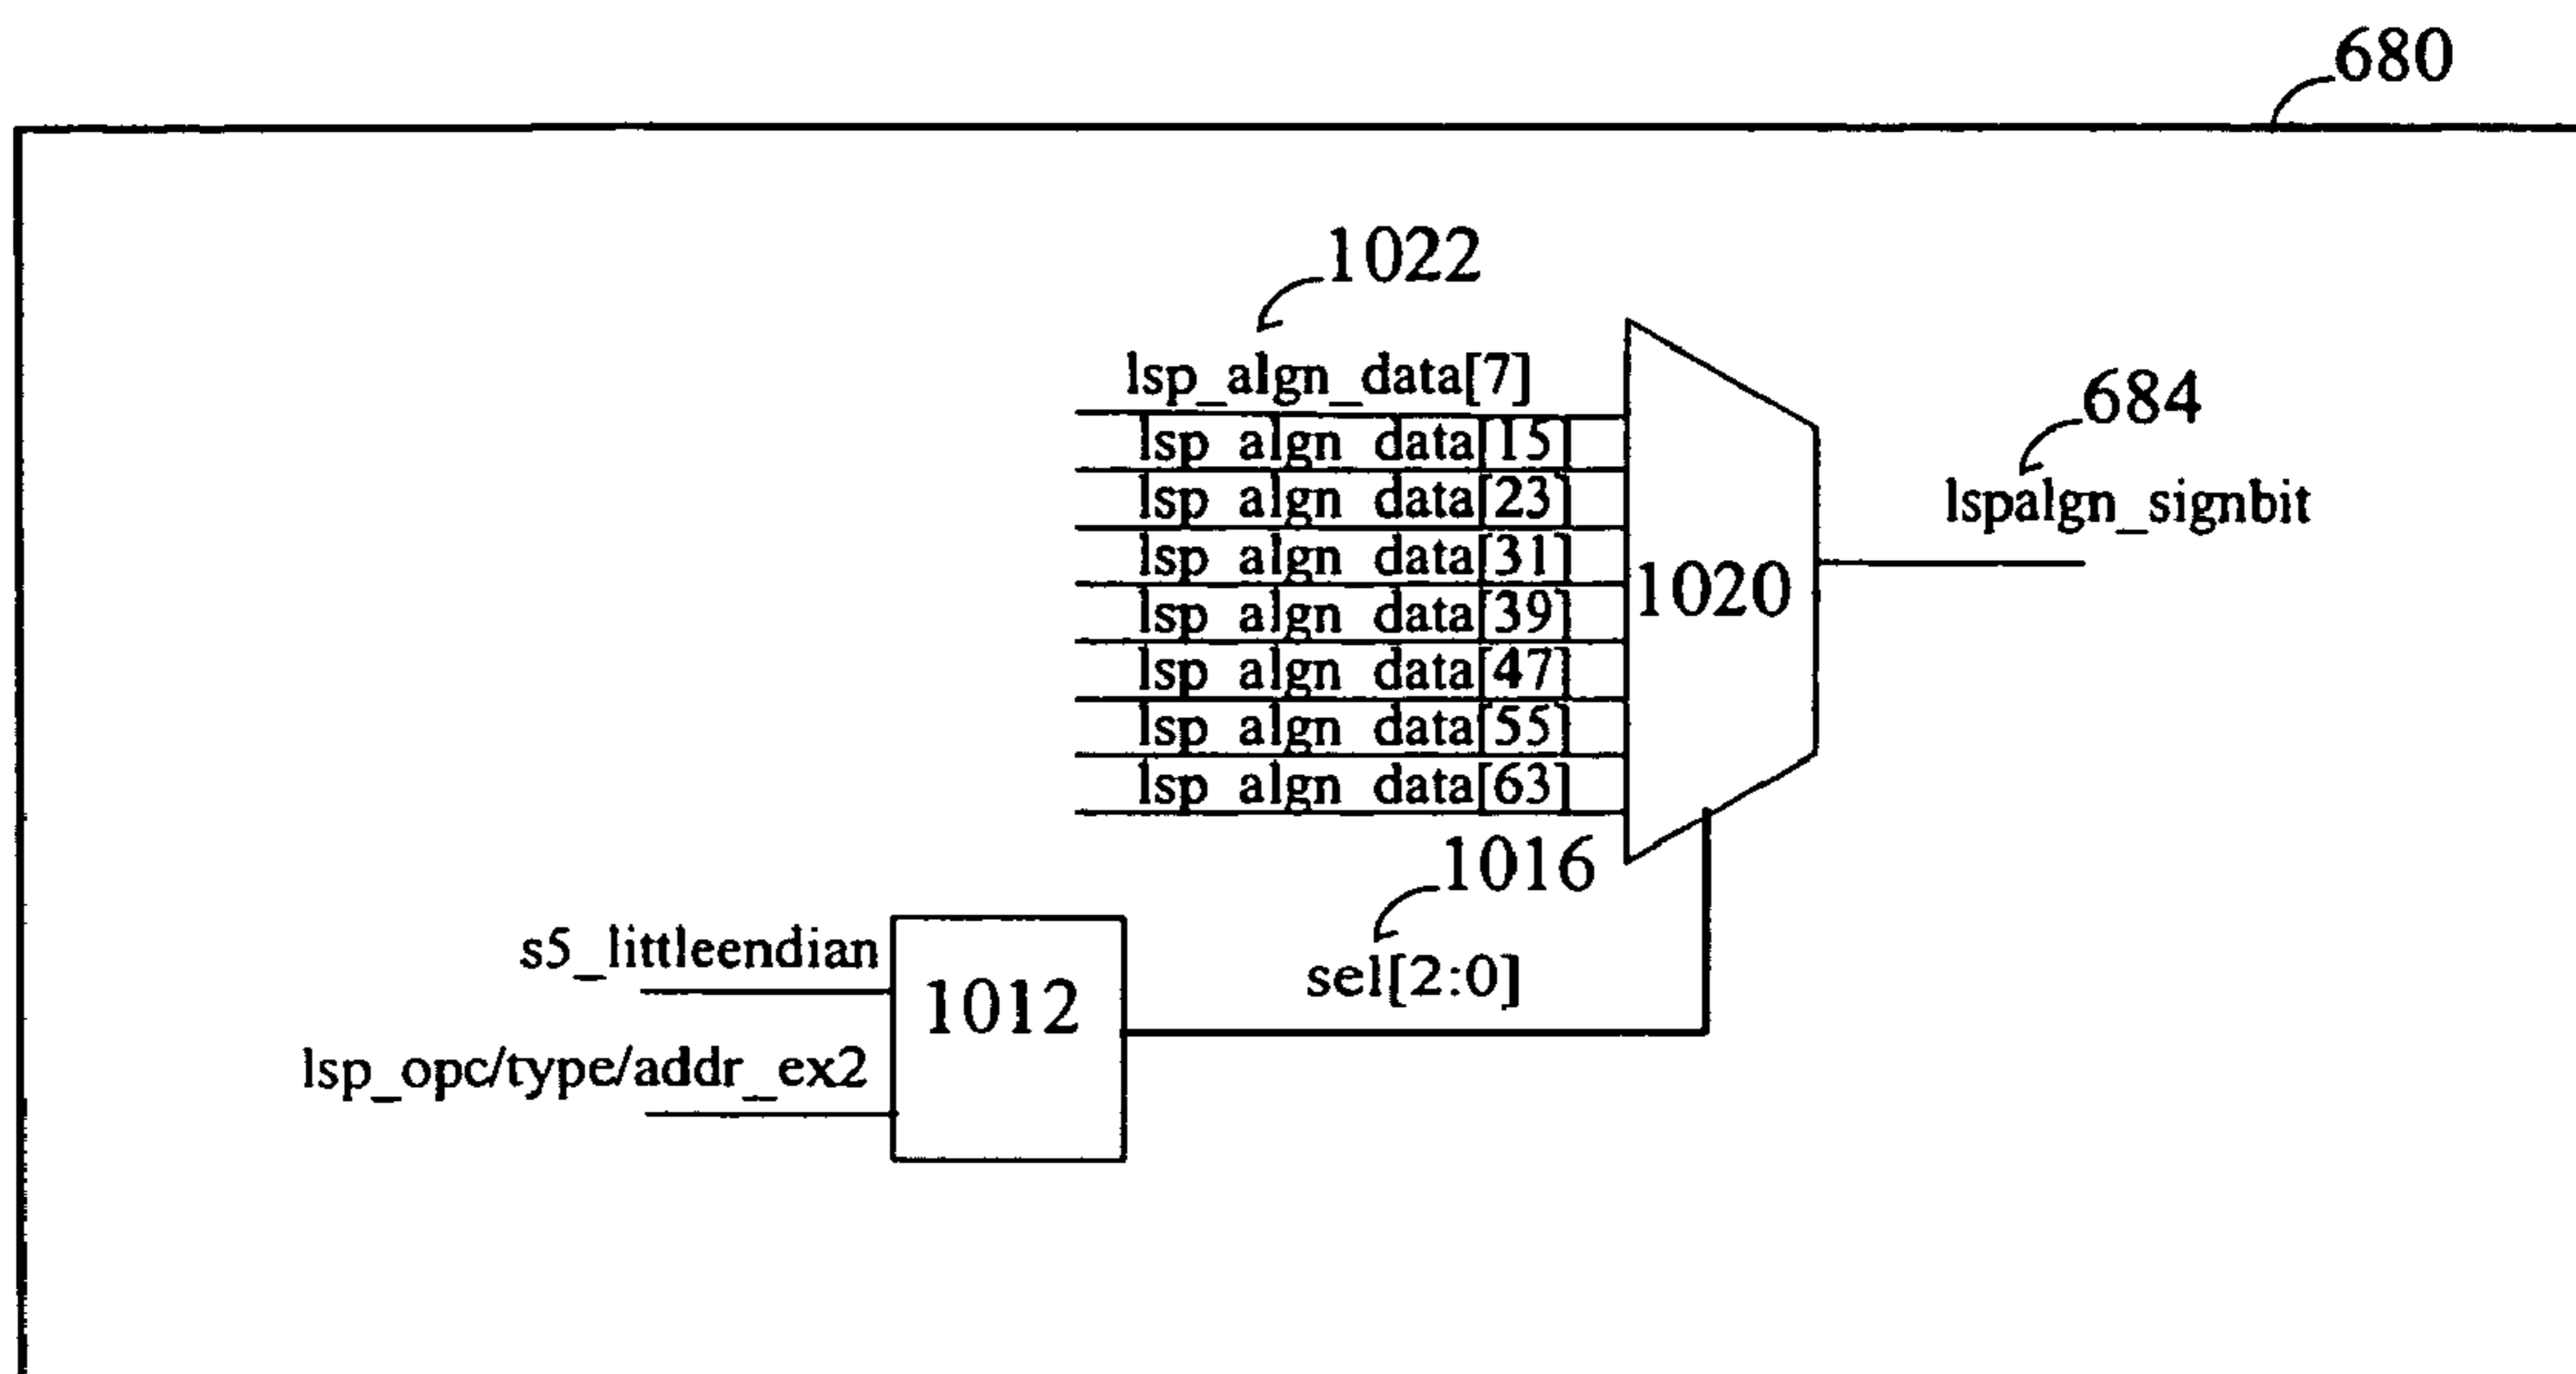 680
1022
lsp_algn_data[7]
lsp_algn_data[15]
lsp_algn_data[23]
lsp_algn_data[31]
lsp_algn_data[39]
lsp_algn_data[47]
lsp_algn_data[55]
lsp_algn_data[63]
1020
684
lspalgn_signbit
1016
sel[2:0]
s5_littleendian
1012
lsp_opc/type/addr_ex2